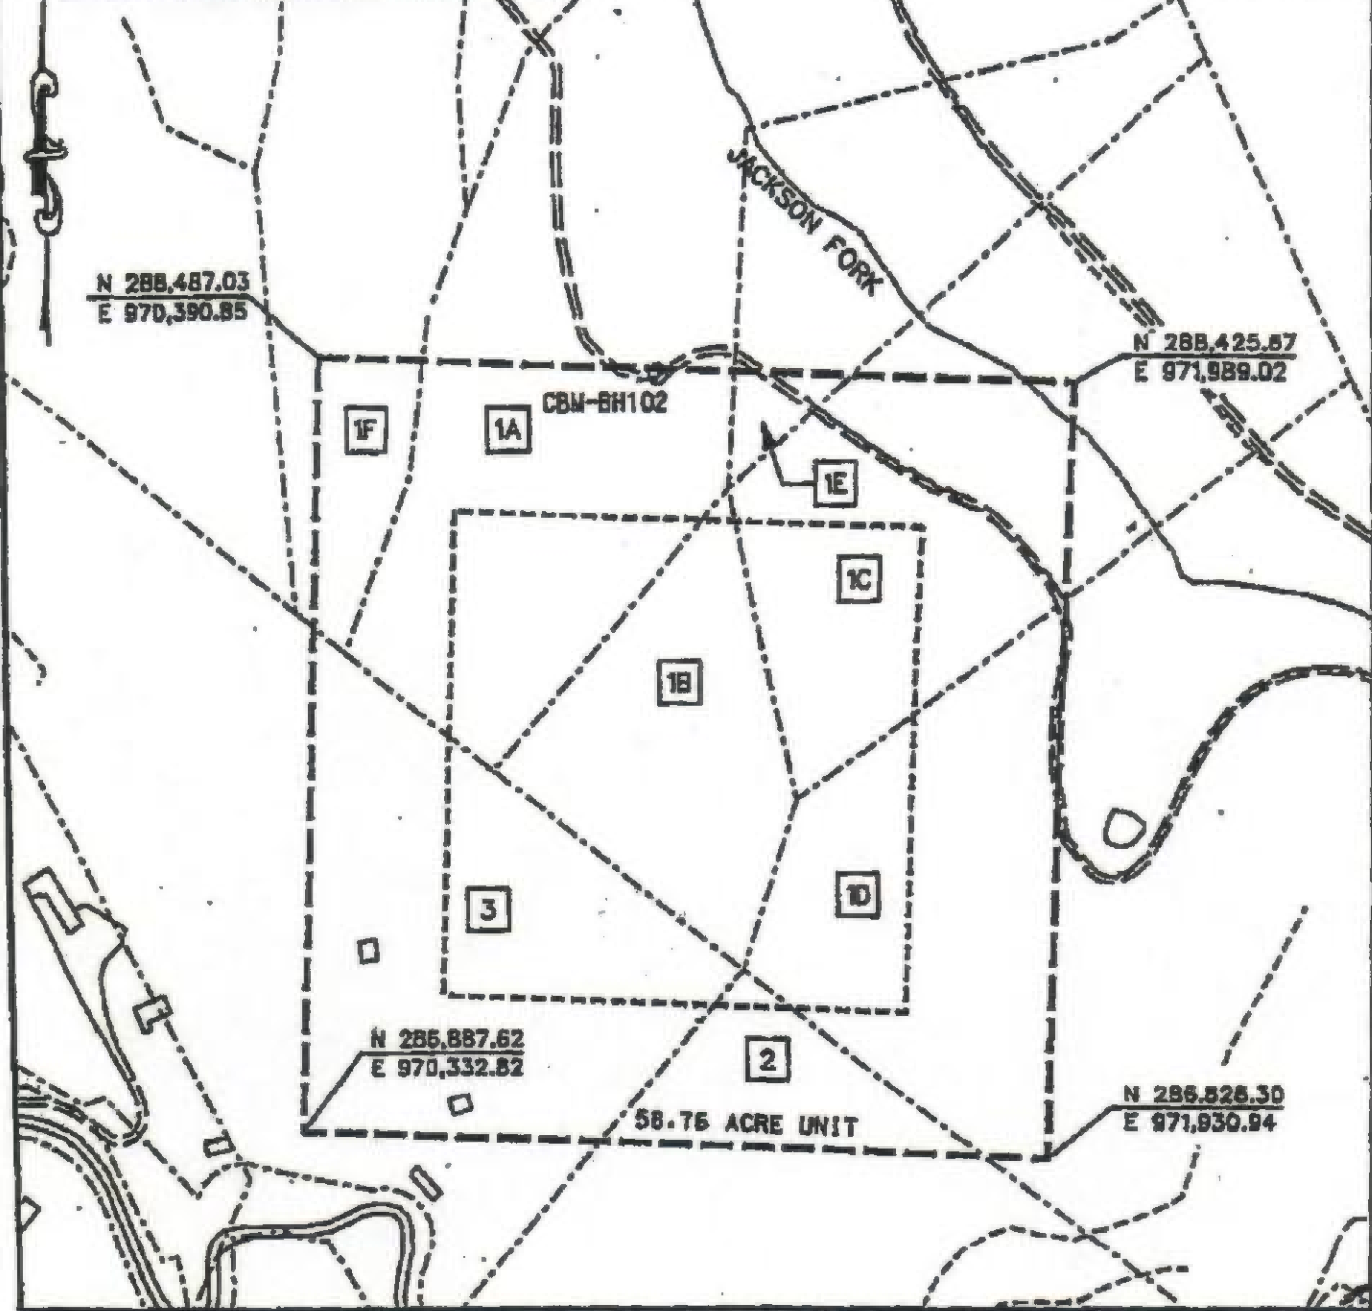 JACKSON FORK
N 288,487.03
E 970,390.85
N 288,425.67
E 971,989.02
CBM-BH102
1F
1A
1E
1C
1B
3
1D
N 286,887.62
E 970,332.82
2
58.76 ACRE UNIT
N 286,826.30
E 971,930.94